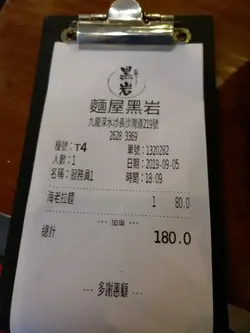 黑岩
麵屋黑岩
九龍深水埗長沙灣道219號
2628 3369
檯號：T4 單號：1320282
人數：1 日期：2019-09-05
名稱：服務員1 時間：18:09
海老拉麵 1 80.0
--- 加單 ---
總計 180.0
... 多謝惠顧 ...